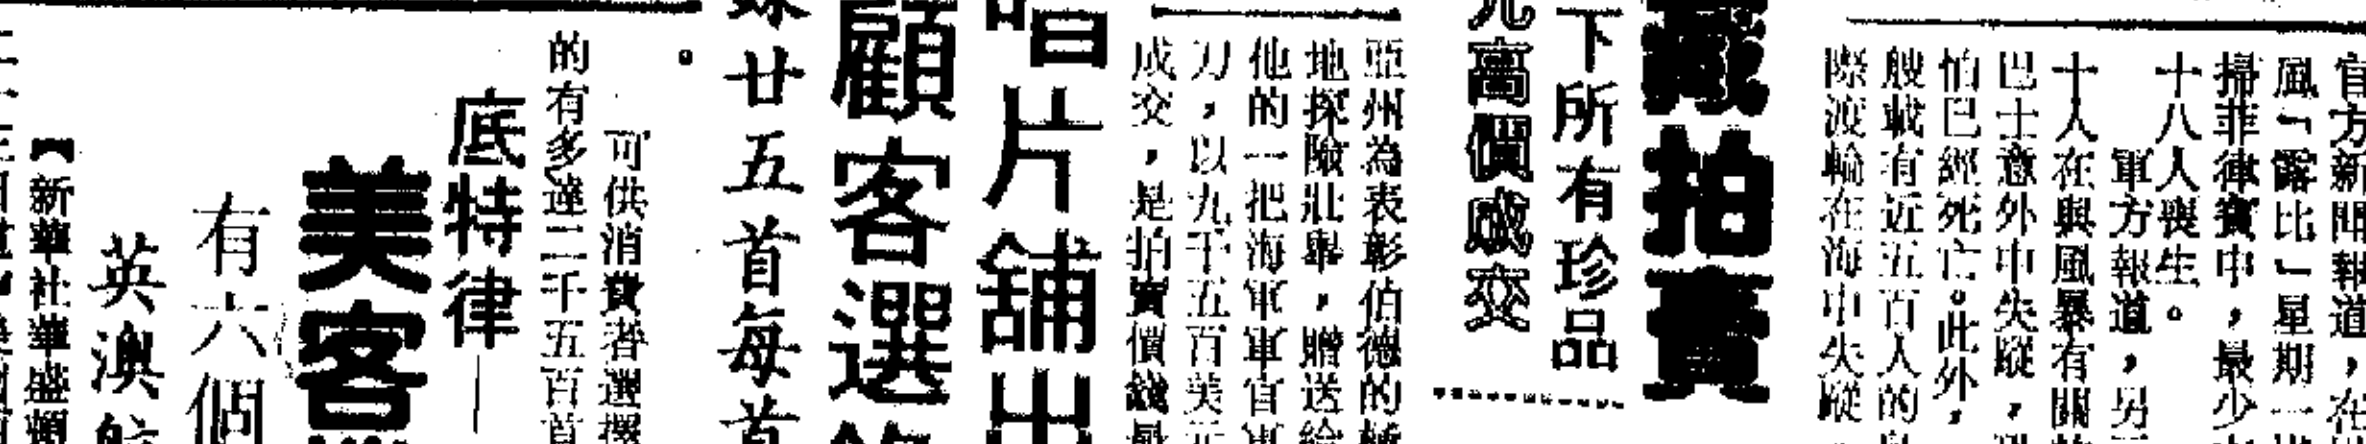 官方新聞報道，在
風「露比」星期一
掃菲律賓中，最少
十八人喪生。
軍方報道，另
十人在與風暴有關
巴士意外中失蹤，
怕已經死亡。此外，
艘載有近五百人的
際渡輪在海中失蹤
藏拍賣
下所有珍品
元高價成交
亞州為表彰伯德的
地探險壯舉，贈送給
他的一把海軍軍官
刀，以九千五百美元
成交，是拍賣價錢最
唱片舖出
顧客選
廿五首每首
。
可供消費者選擇
的有多達二千五百首
底特律—
美客
有六個
英澳航
【新華社華盛頓